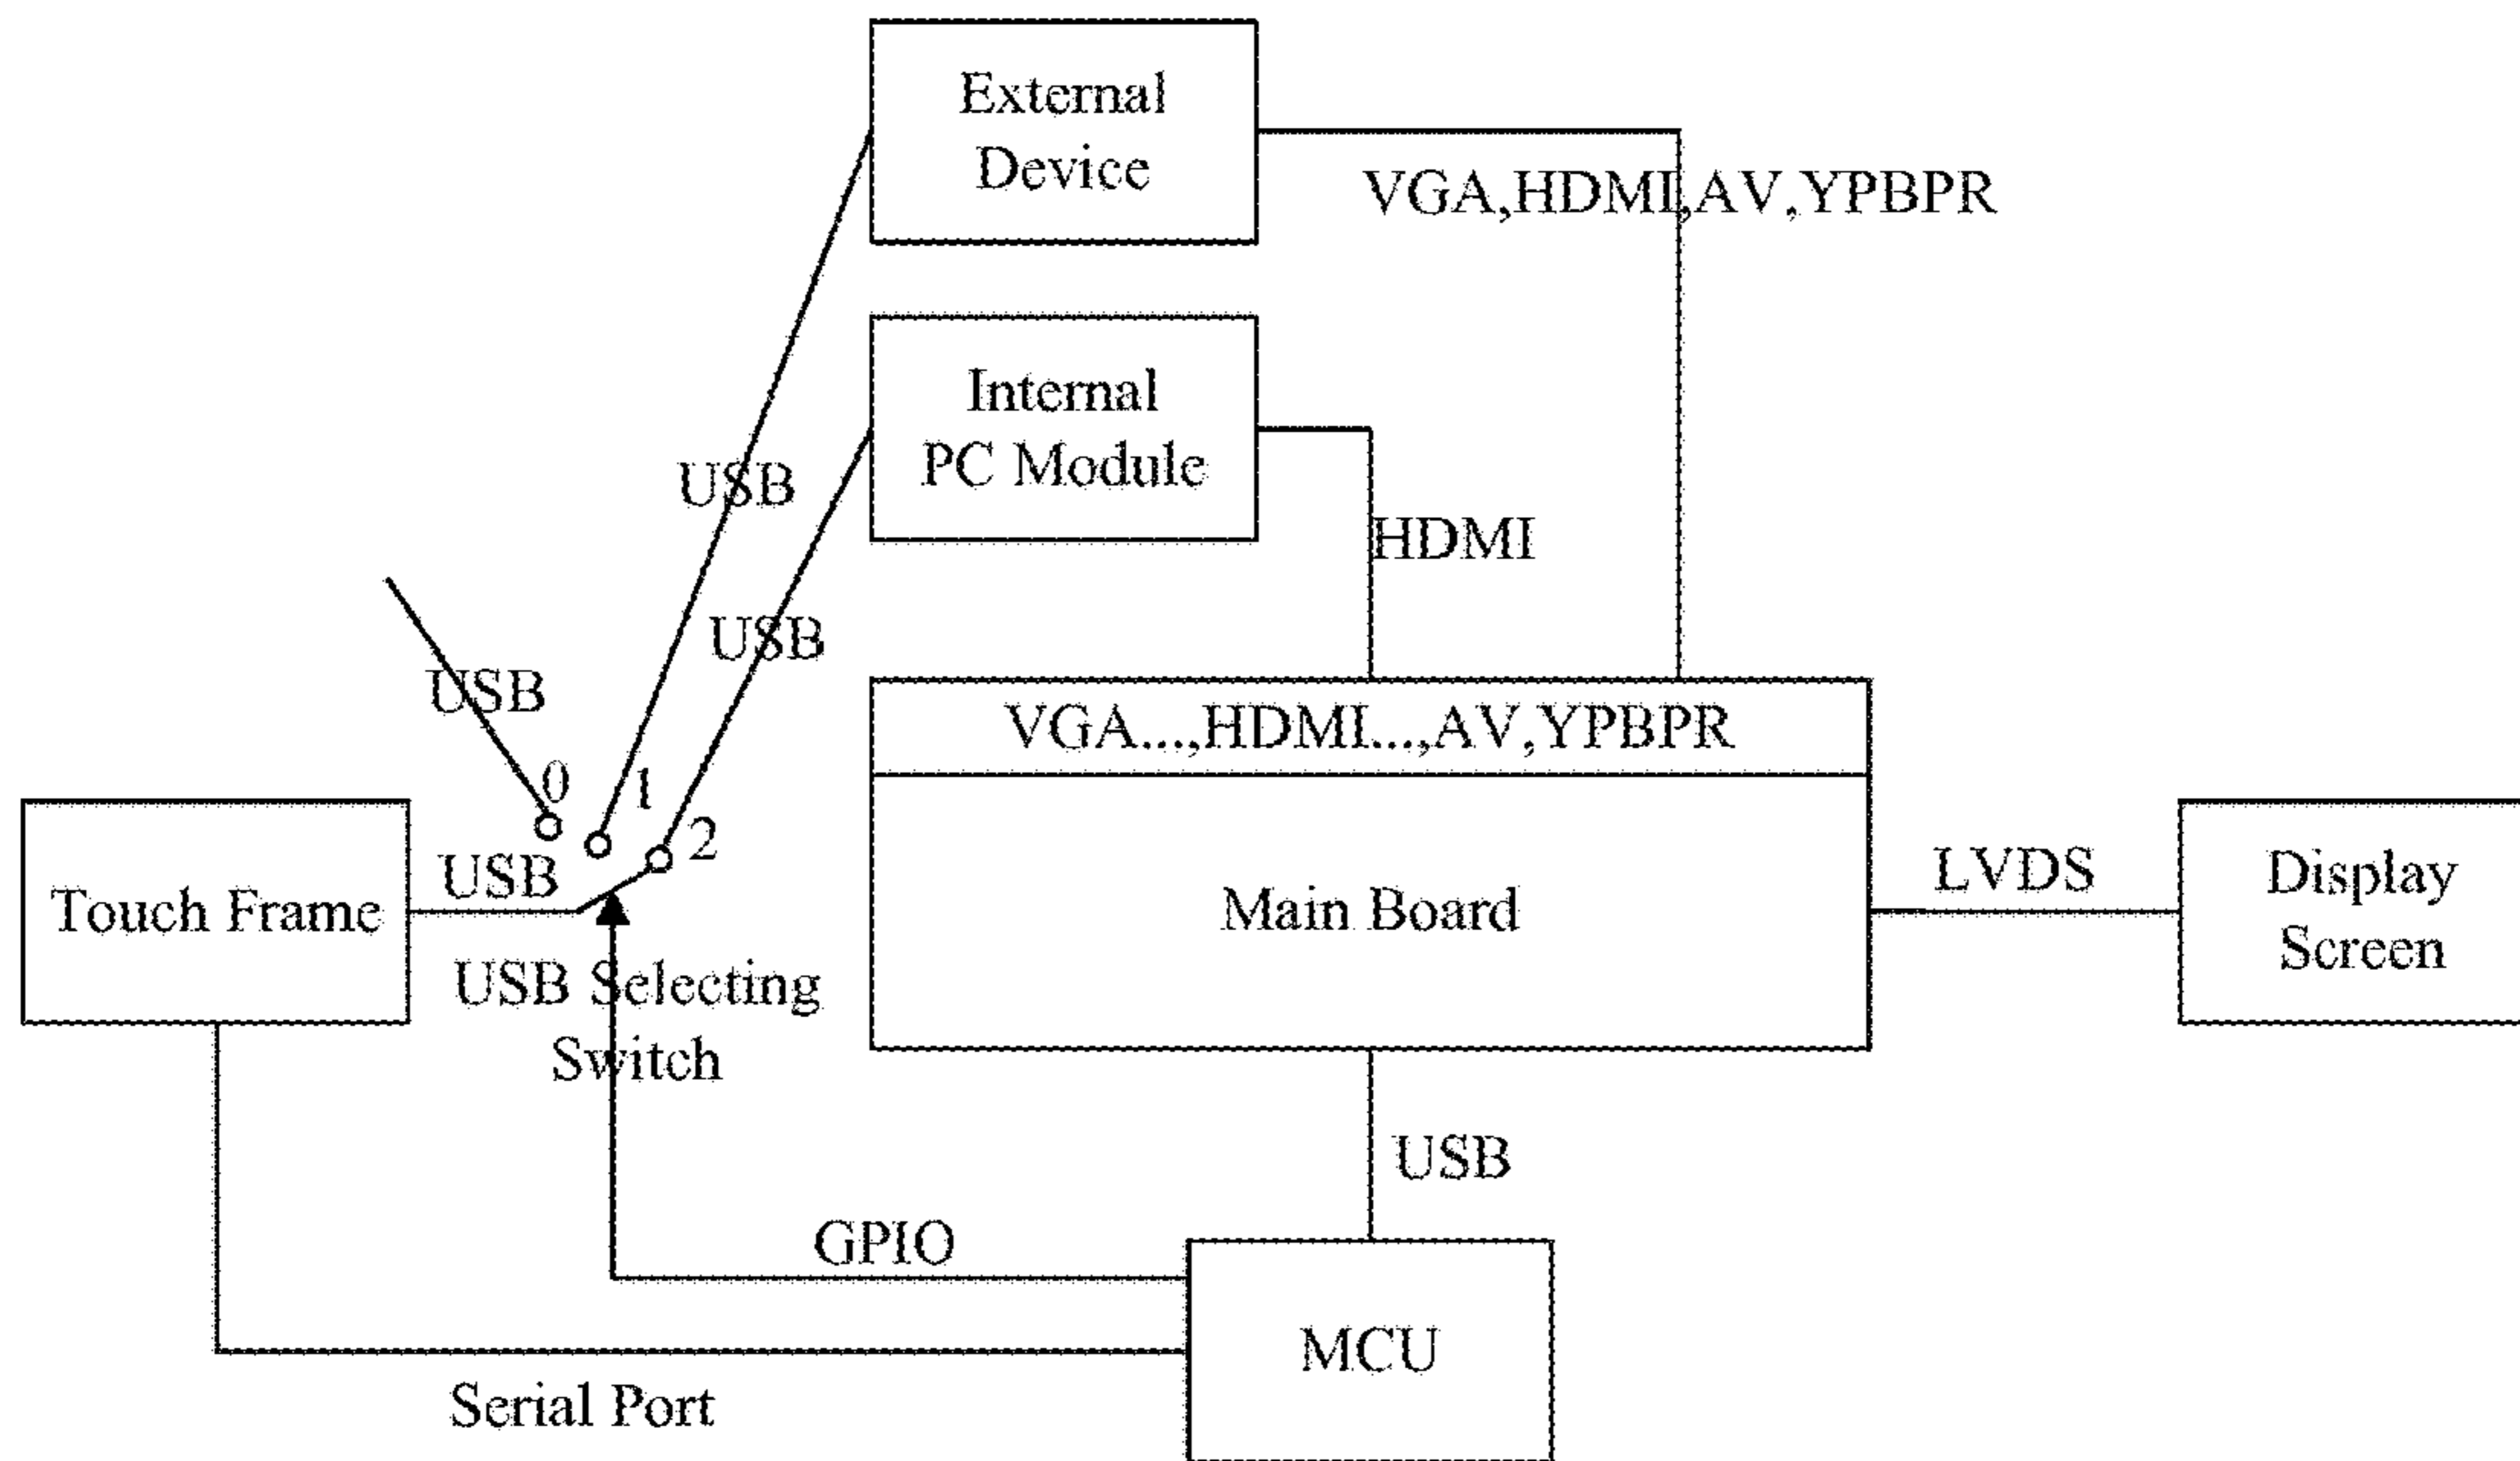 External
Device
VGA,HDMI,AV,YPBPR
Internal
PC Module
USB
HDMI
USB
USB
VGA...,HDMI...,AV,YPBPR
0
1
2
USB
Touch Frame
Main Board
LVDS
Display
Screen
USB Selecting
Switch
USB
GPIO
MCU
Serial Port